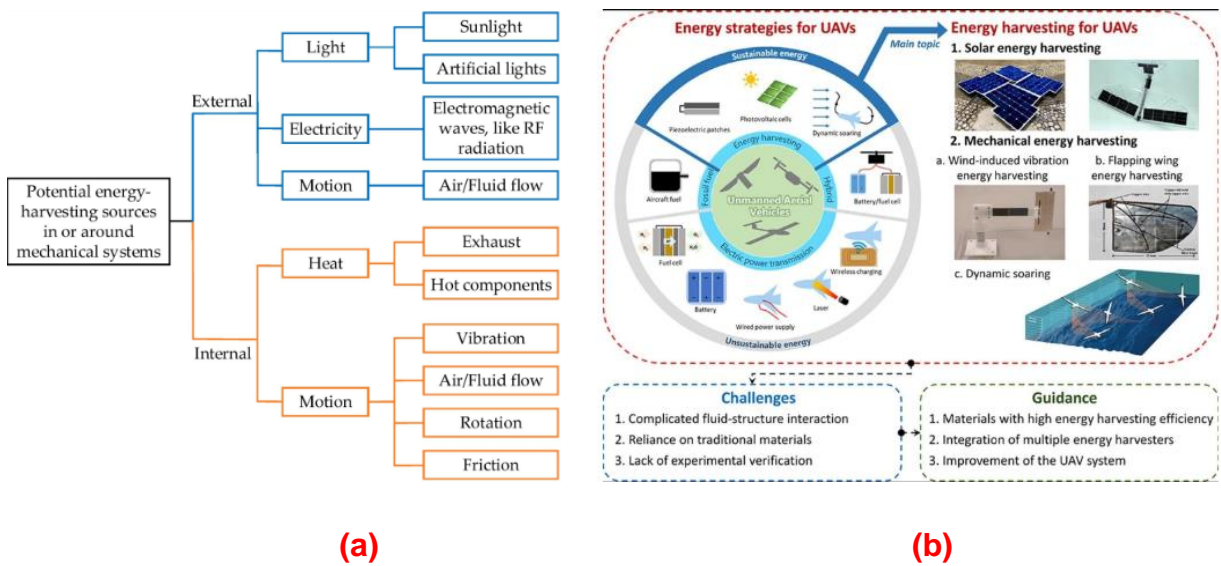 Potential energy-
harvesting sources
in or around
mechanical systems
External
Light
Sunlight
Artificial lights
Electricity
Electromagnetic
waves, like RF
radiation
Motion
Air/Fluid flow
Internal
Heat
Exhaust
Hot components
Motion
Vibration
Air/Fluid flow
Rotation
Friction
(a)
Energy strategies for UAVs
Sustainable energy
Piezoelectric patches
Photovoltaic cells
Dynamic soaring
Energy harvesting
Fossil fuel
Hybrid
Aircraft fuel
Unmanned Aerial
Vehicles
Battery/fuel cell
Electric power transmission
Fuel cell
Wireless charging
Battery
Laser
Wired power supply
Unsustainable energy
Main topic
Energy harvesting for UAVs
1. Solar energy harvesting
2. Mechanical energy harvesting
a. Wind-induced vibration
energy harvesting
b. Flapping wing
energy harvesting
c. Dynamic soaring
Challenges
1. Complicated fluid-structure interaction
2. Reliance on traditional materials
3. Lack of experimental verification
Guidance
1. Materials with high energy harvesting efficiency
2. Integration of multiple energy harvesters
3. Improvement of the UAV system
(b)